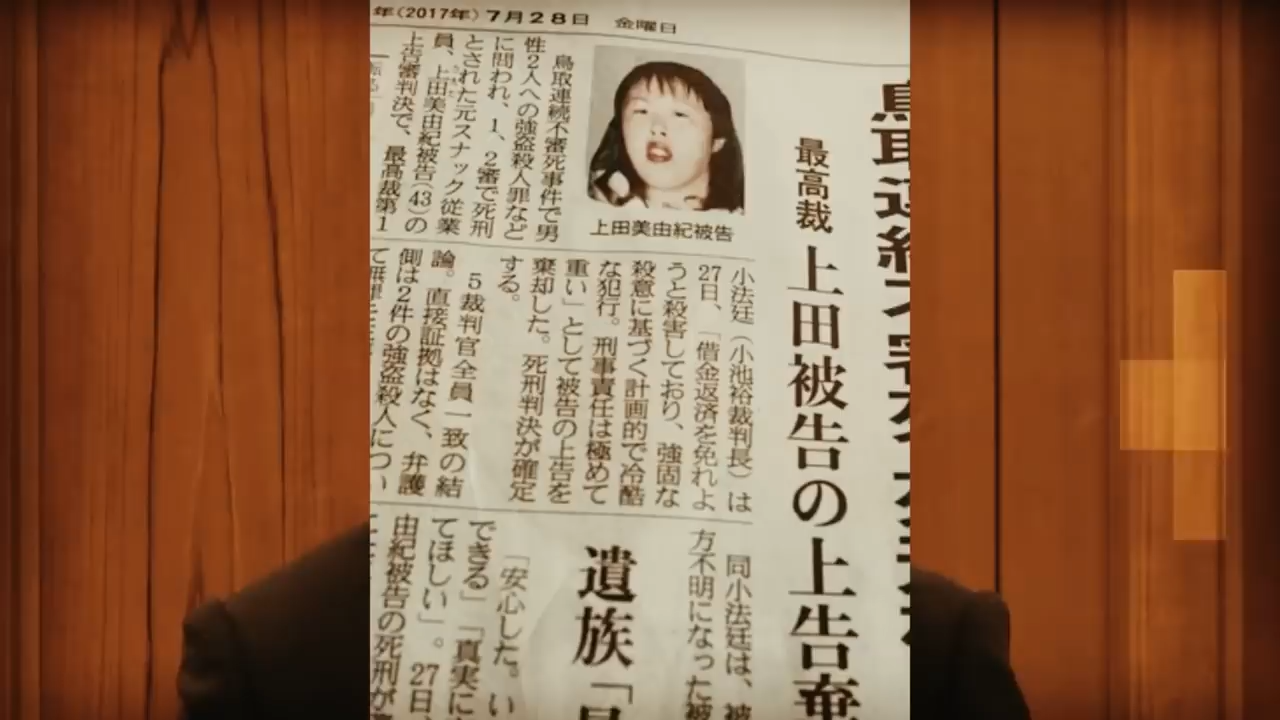 年(2017年)7月28日 金曜日
最高裁 上田被告の上告
上田美由紀被告
鳥取連続不審死事件で男
性2人への強盗殺人罪など
に問われ、1、2審で死刑
とされた元スナック従業
員、上田美由紀被告(43)の
上告審判決で、最高裁第1
小法廷(小池裕裁判長)は
27日、「借金返済を免れよ
うと殺害しており、強固な
殺意に基づく計画的で冷酷
な犯行。刑事責任は極めて
重い」として被告の上告を
棄却した。死刑判決が確定
する。
5裁判官全員一致の結
論。直接証拠はなく、弁護
側は2件の強盗殺人につい
同小法廷は、被
方不明になった被
遺族「
「安心した。い
できる」「真実に
てほしい」。27日、
由紀被告の死刑が